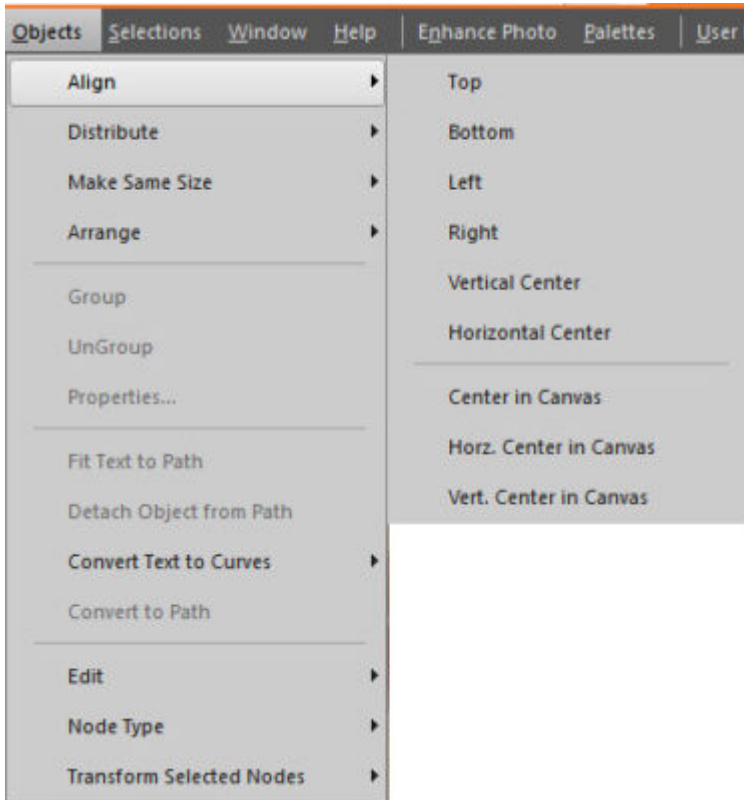 Objects Selections Window Help Enhance Photo Palettes User
Align
Distribute
Make Same Size
Arrange
Group
UnGroup
Properties...
Fit Text to Path
Detach Object from Path
Convert Text to Curves
Convert to Path
Edit
Node Type
Transform Selected Nodes
Top
Bottom
Left
Right
Vertical Center
Horizontal Center
Center in Canvas
Horz. Center in Canvas
Vert. Center in Canvas